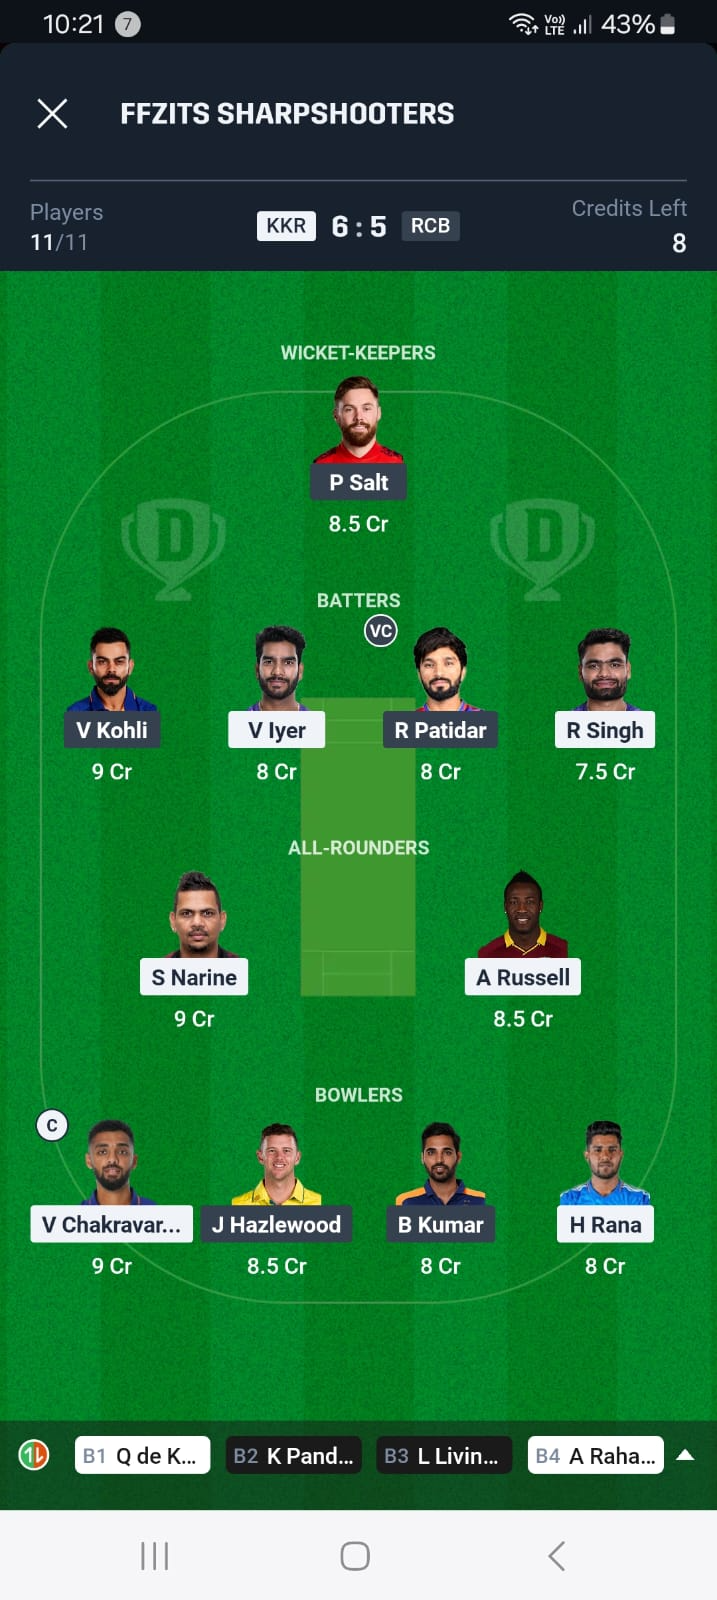 10:21 7 Vo)) LTE 43%
FFZITS SHARPSHOOTERS
Players
11/11
KKR 6 : 5 RCB
Credits Left
8
WICKET-KEEPERS
P Salt
8.5 Cr
BATTERS
VC
V Kohli V Iyer R Patidar R Singh
9 Cr 8 Cr 8 Cr 7.5 Cr
ALL-ROUNDERS
S Narine A Russell
9 Cr 8.5 Cr
BOWLERS
C
V Chakravar... J Hazlewood B Kumar H Rana
9 Cr 8.5 Cr 8 Cr 8 Cr
B1 Q de K... B2 K Pand... B3 L Livin... B4 A Raha...